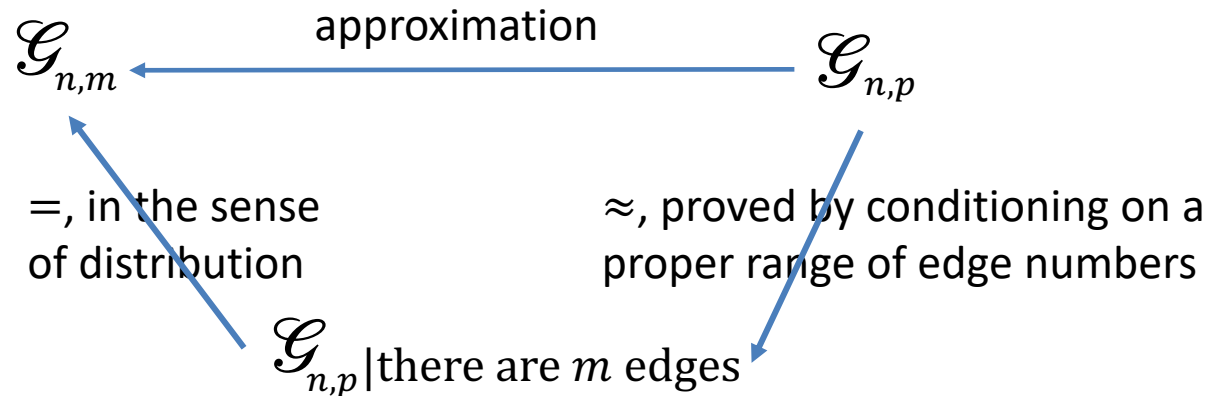 approximation
𝒢n,m
𝒢n,p
=, in the sense
of distribution
≈, proved by conditioning on a
proper range of edge numbers
𝒢n,p|there are m edges